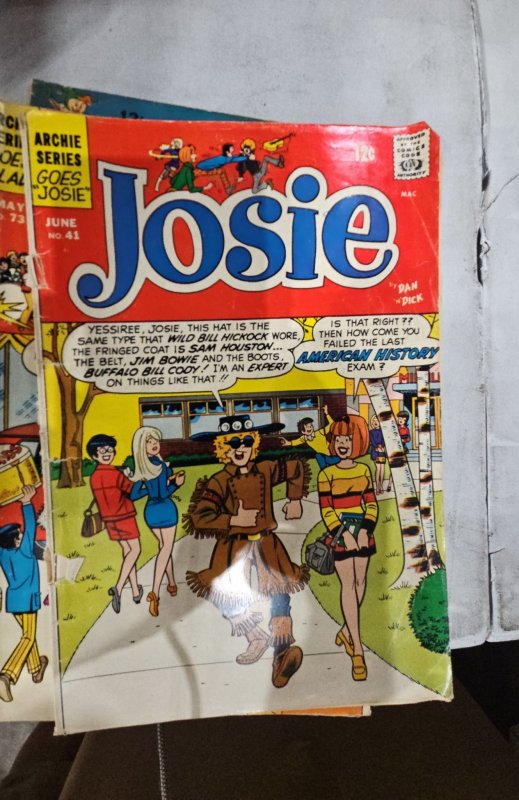 ARCHIE
SERIES
GOES
"JOSIE"
JUNE
NO. 41
12¢
APPROVED
BY THE
COMICS
CODE
AUTHORITY
MAC
JOSIE
BY DAN
'N' DICK
YESSIREE, JOSIE, THIS HAT IS THE
SAME TYPE THAT WILD BILL HICKOCK WORE,
THE FRINGED COAT IS SAM HOUSTON...
THE BELT, JIM BOWIE AND THE BOOTS,
BUFFALO BILL CODY! I'M AN EXPERT
ON THINGS LIKE THAT!!
IS THAT RIGHT??
THEN HOW COME YOU
FAILED THE LAST
AMERICAN HISTORY
EXAM?
MAY
73